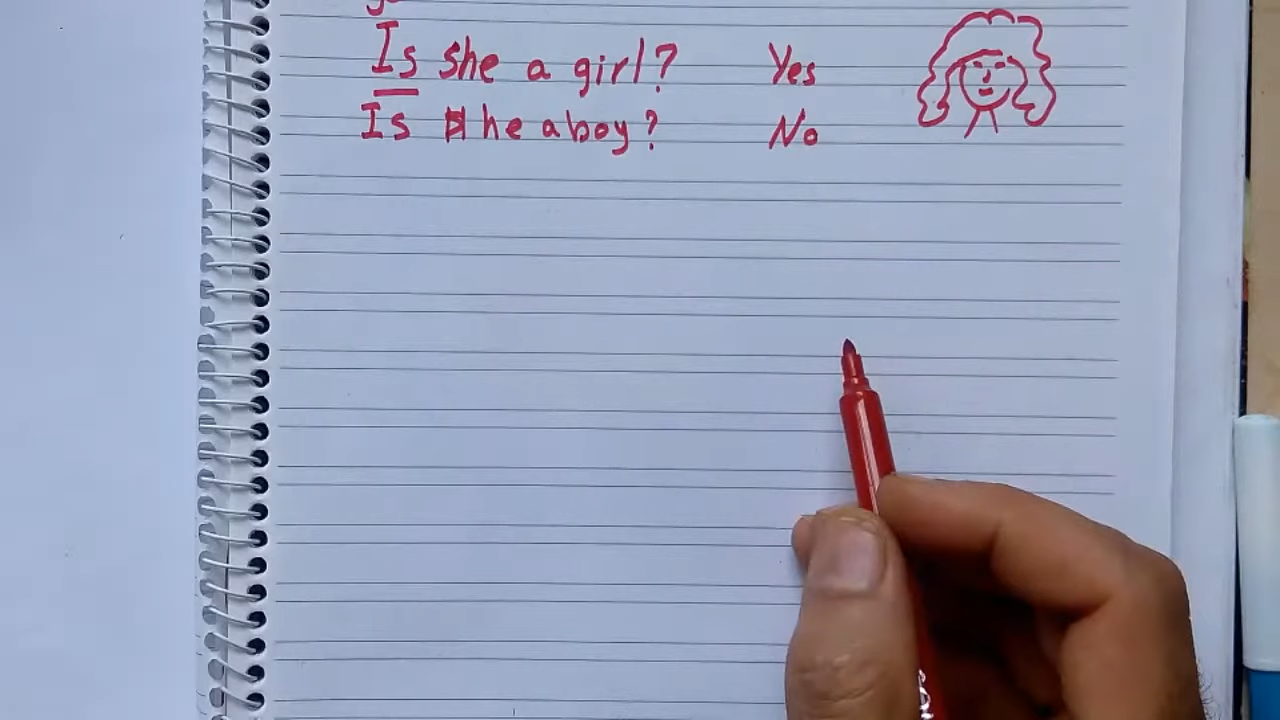 Is she a girl? Yes
Is he a boy? No